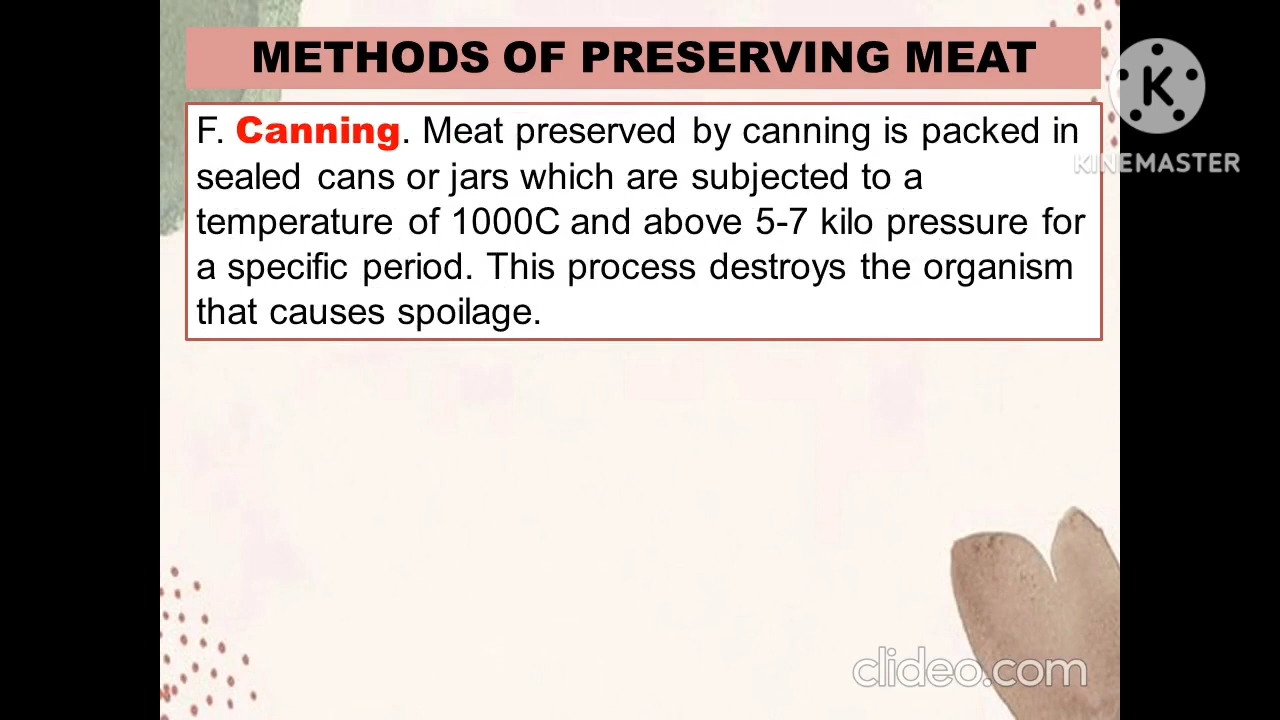 METHODS OF PRESERVING MEAT
F. Canning. Meat preserved by canning is packed in
sealed cans or jars which are subjected to a
temperature of 1000C and above 5-7 kilo pressure for
a specific period. This process destroys the organism
that causes spoilage.
K
KINEMASTER
clideo.com